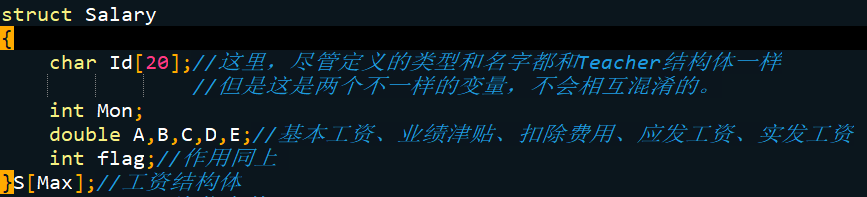 struct Salary
{
char Id[20];//这里，尽管定义的类型和名字都和Teacher结构体一样
//但是这是两个不一样的变量，不会相互混淆的。
int Mon;
double A,B,C,D,E;//基本工资、业绩津贴、扣除费用、应发工资、实发工资
int flag;//作用同上
}S[Max];//工资结构体